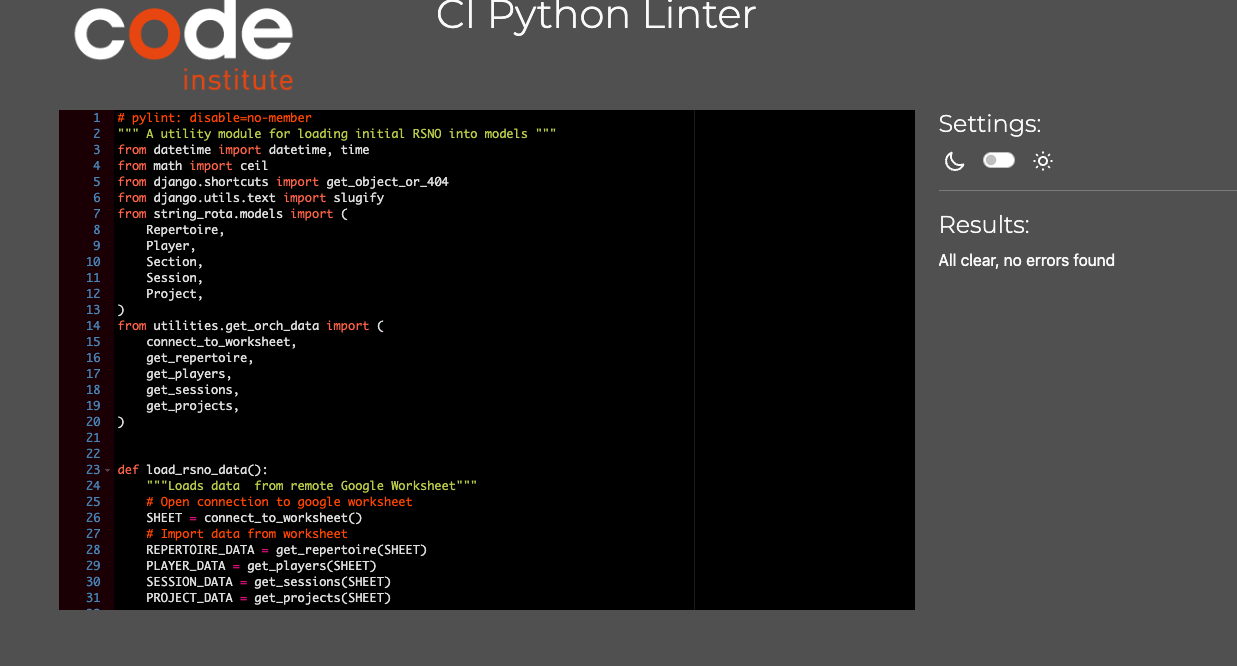 code
institute
CI Python Linter
1 # pylint: disable=no-member
2 """ A utility module for loading initial RSNO into models """
3 from datetime import datetime, time
4 from math import ceil
5 from django.shortcuts import get_object_or_404
6 from django.utils.text import slugify
7 from string_rota.models import (
8     Repertoire,
9     Player,
10     Section,
11     Session,
12     Project,
13 )
14 from utilities.get_orch_data import (
15     connect_to_worksheet,
16     get_repertoire,
17     get_players,
18     get_sessions,
19     get_projects,
20 )
21
22
23 def load_rsno_data():
24     """Loads data  from remote Google Worksheet"""
25     # Open connection to google worksheet
26     SHEET = connect_to_worksheet()
27     # Import data from worksheet
28     REPERTOIRE_DATA = get_repertoire(SHEET)
29     PLAYER_DATA = get_players(SHEET)
30     SESSION_DATA = get_sessions(SHEET)
31     PROJECT_DATA = get_projects(SHEET)
Settings:
Results:
All clear, no errors found